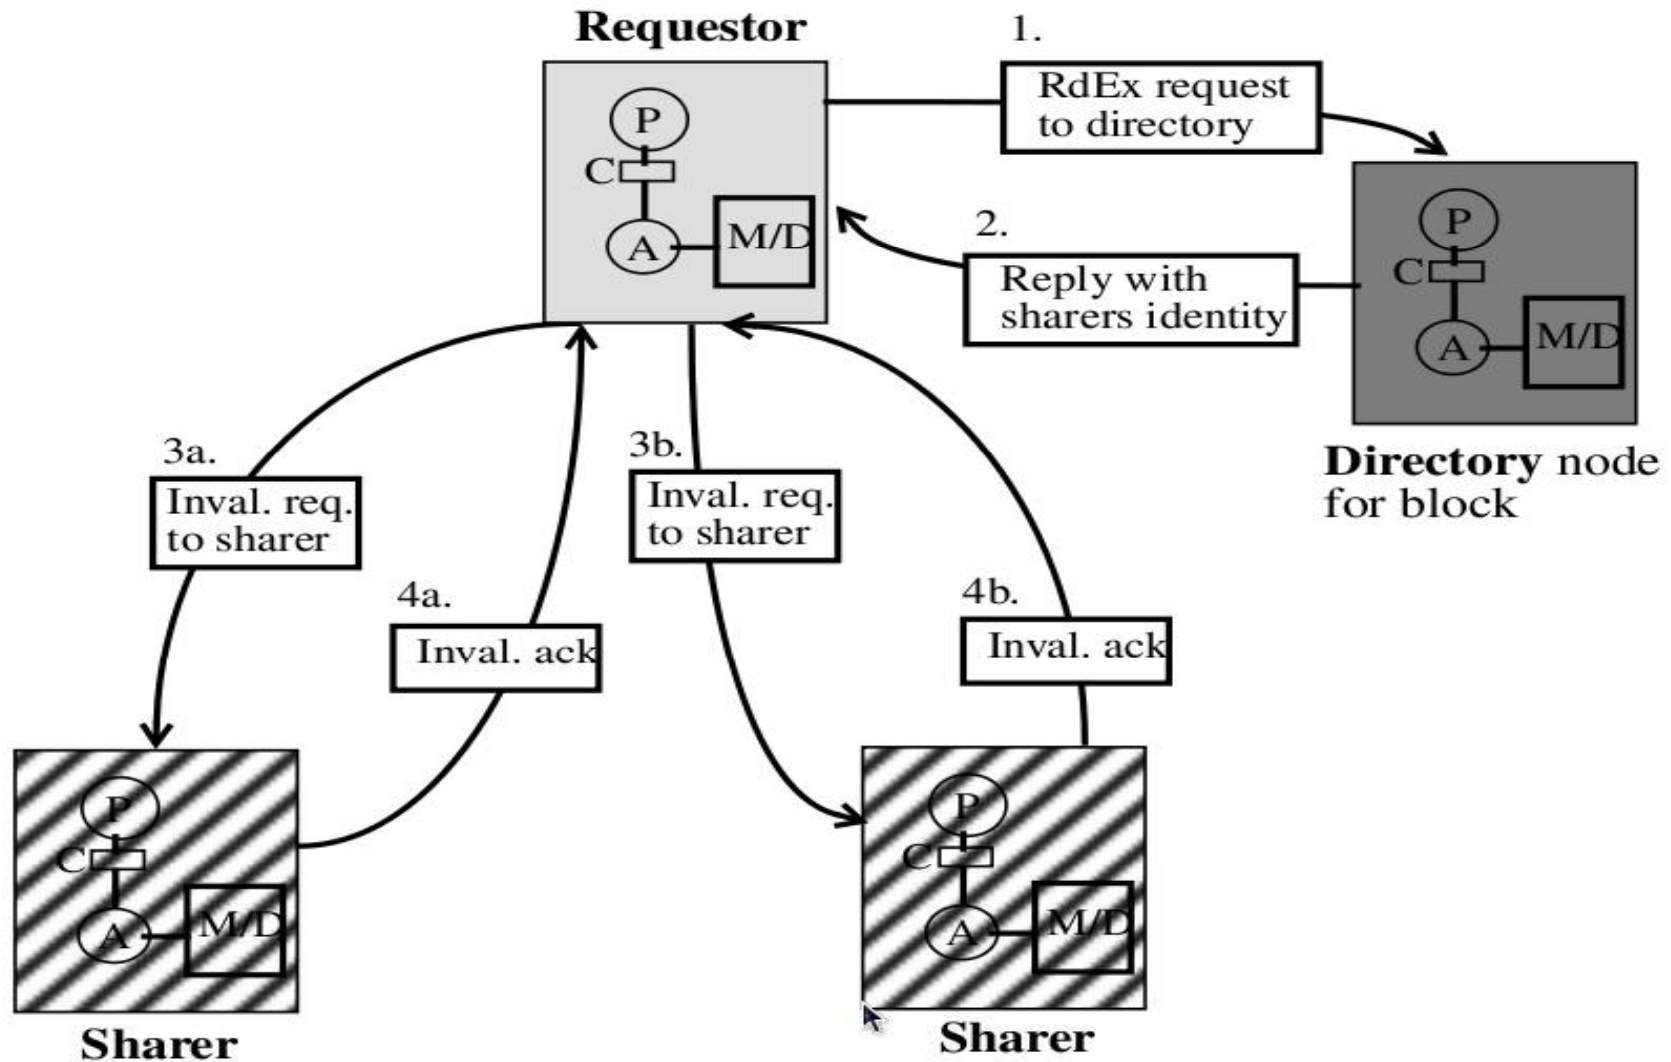 Requestor
1.
RdEx request
to directory
P
C
A
M/D
2.
Reply with
sharers identity
P
C
A
M/D
Directory node
for block
3a.
Inval. req.
to sharer
3b.
Inval. req.
to sharer
4a.
Inval. ack
4b.
Inval. ack
P
C
A
M/D
Sharer
P
C
A
M/D
Sharer